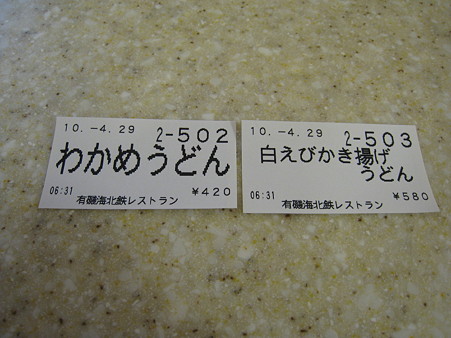 10. -4. 29
2-502
わかめうどん
06:31
¥420
有磯海北鉄レストラン
10. -4. 29
2-503
白えびかき揚げ
うどん
06:31
¥580
有磯海北鉄レストラン